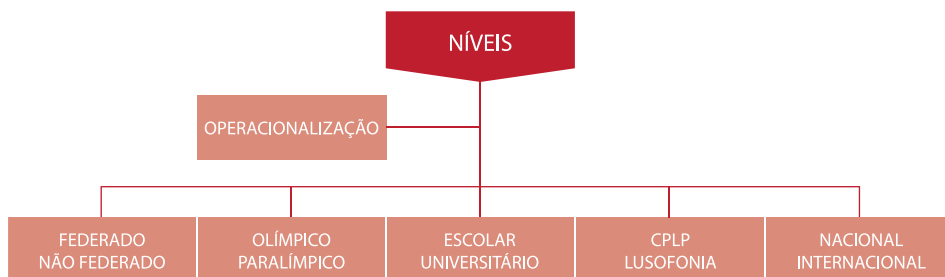 NÍVEIS
OPERACIONALIZAÇÃO
FEDERADO
NÃO FEDERADO
OLÍMPICO
PARALÍMPICO
ESCOLAR
UNIVERSITÁRIO
CPLP
LUSOFONIA
NACIONAL
INTERNACIONAL